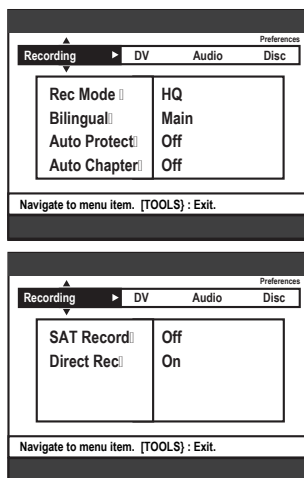 Preferences
Recording DV Audio Disc
Rec Mode HQ
Bilingual Main
Auto Protect Off
Auto Chapter Off
Navigate to menu item. [TOOLS} : Exit.
Preferences
Recording DV Audio Disc
SAT Record Off
Direct Rec On
Navigate to menu item. [TOOLS} : Exit.